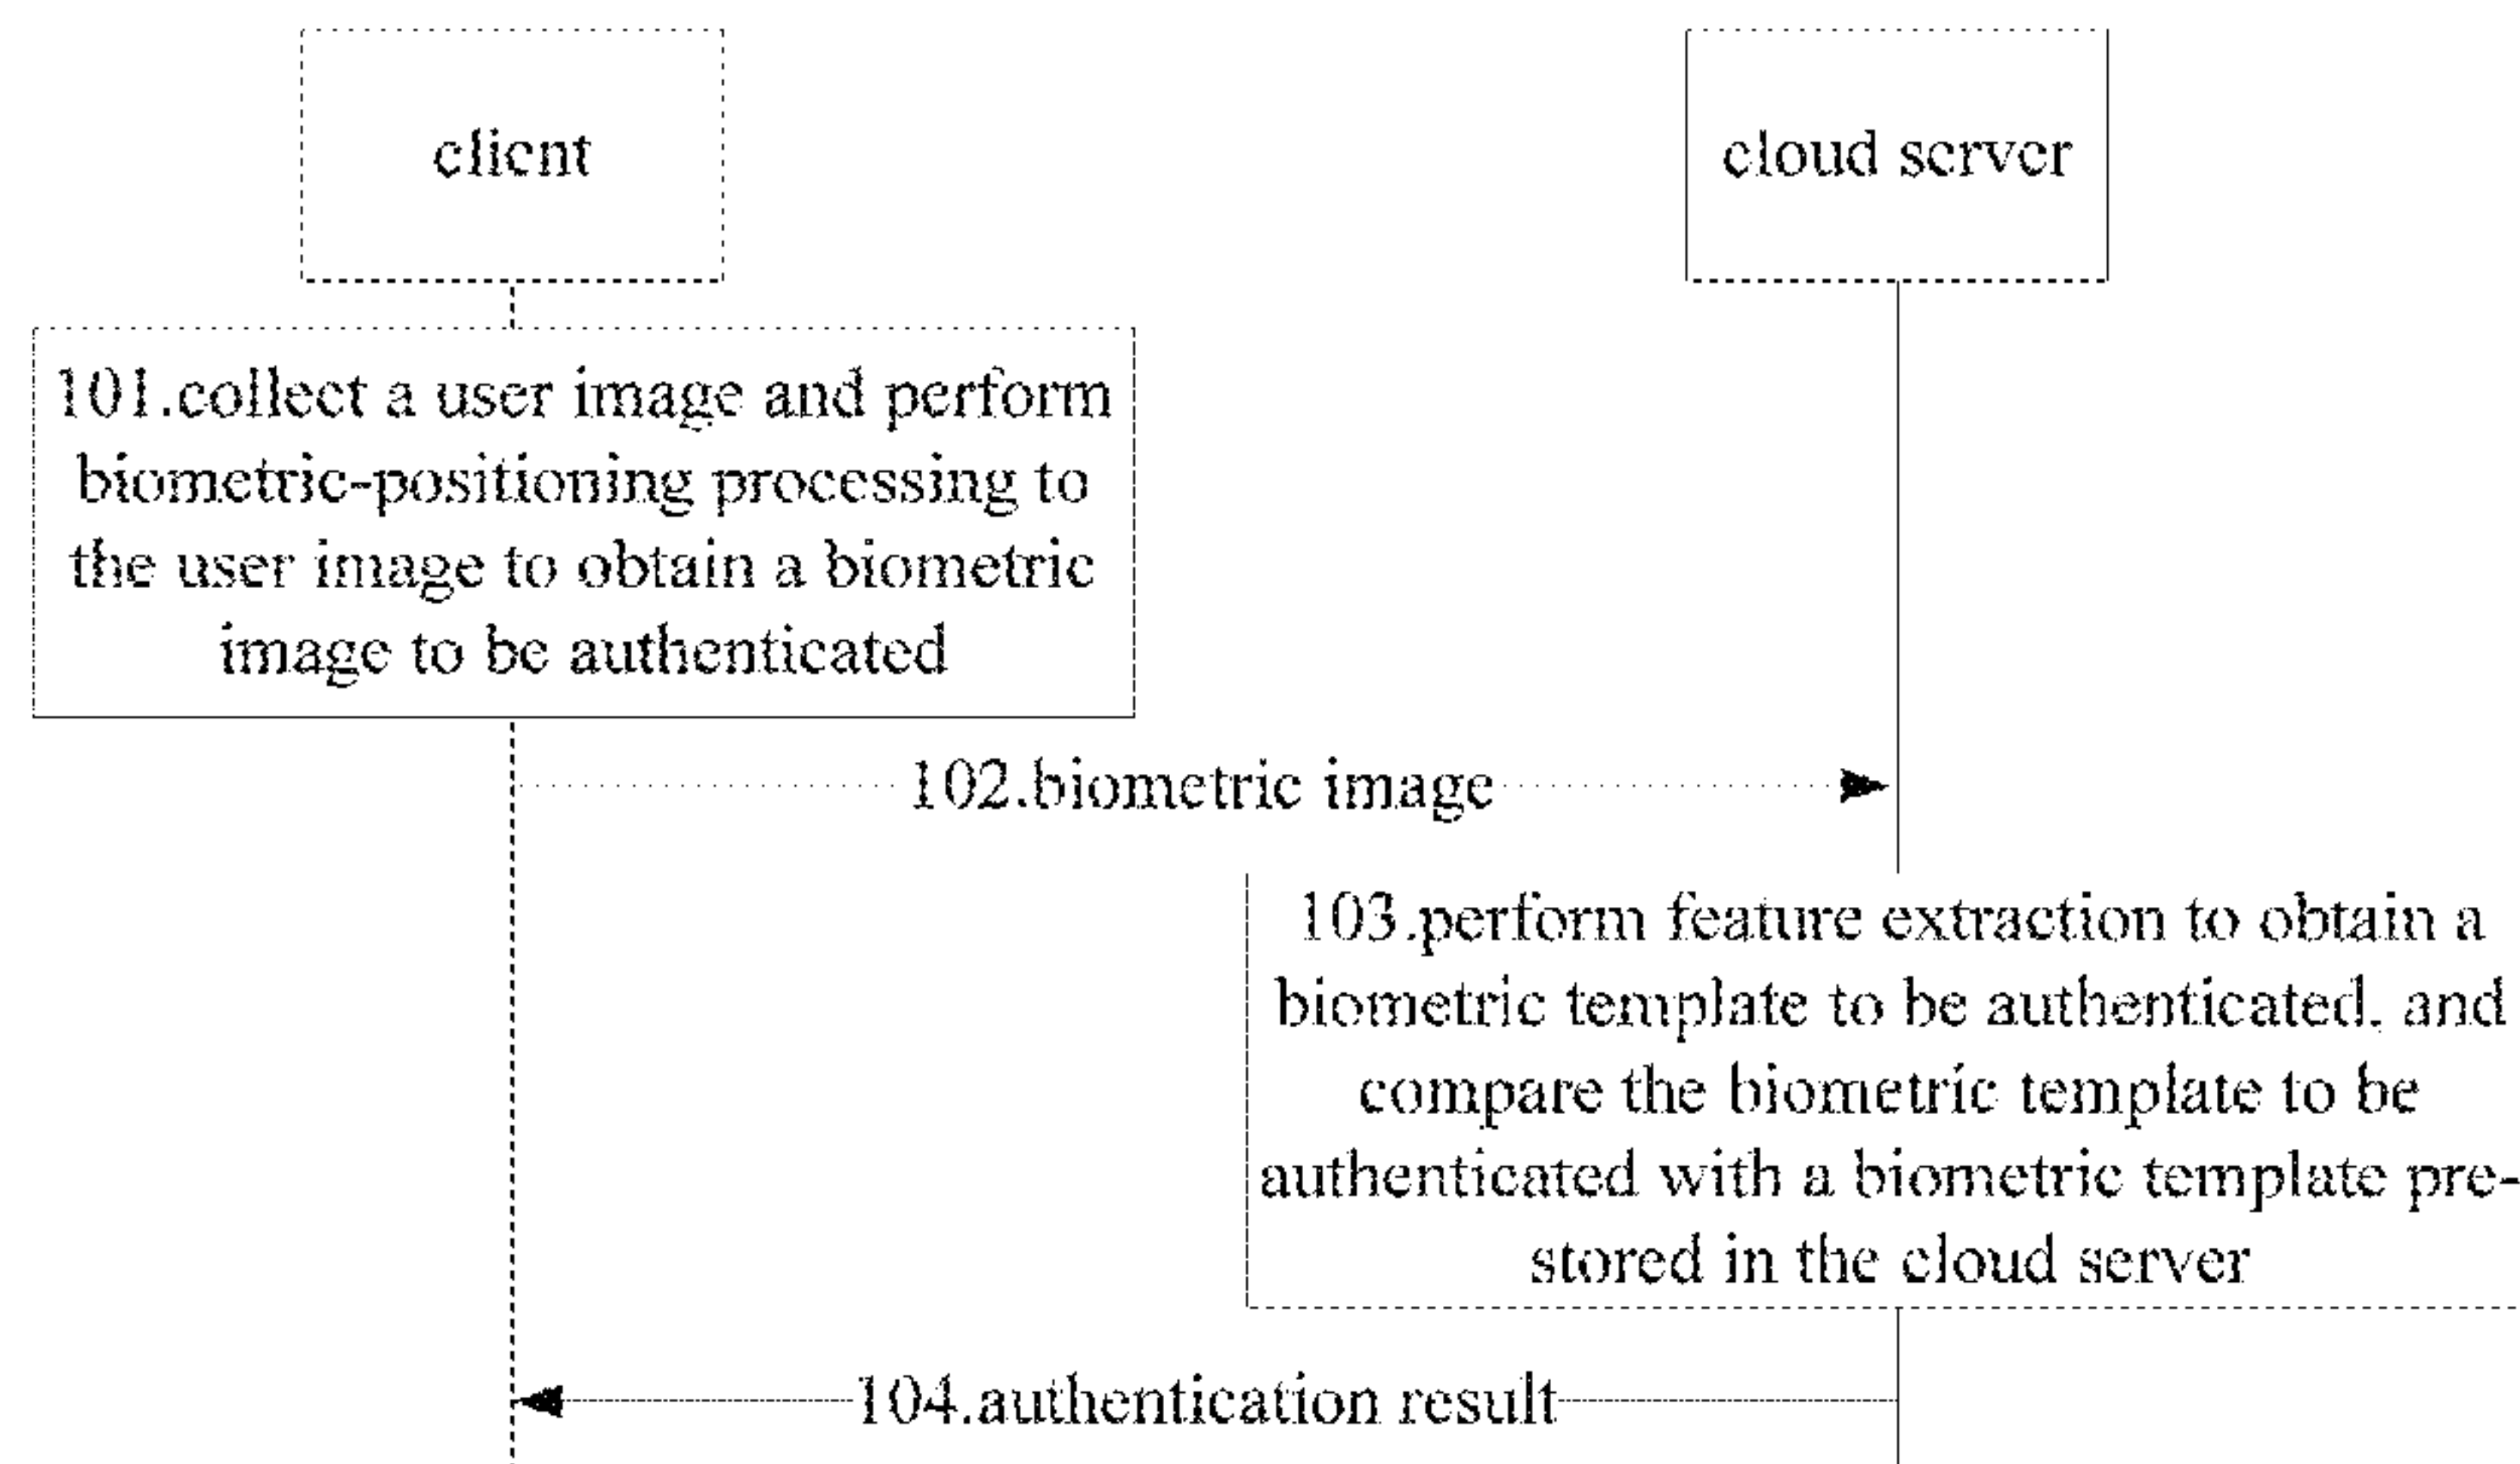 client
cloud server
101.collect a user image and perform
biometric-positioning processing to
the user image to obtain a biometric
image to be authenticated
102.biometric image
103.perform feature extraction to obtain a
biometric template to be authenticated, and
compare the biometric template to be
authenticated with a biometric template pre-
stored in the cloud server
104.authentication result